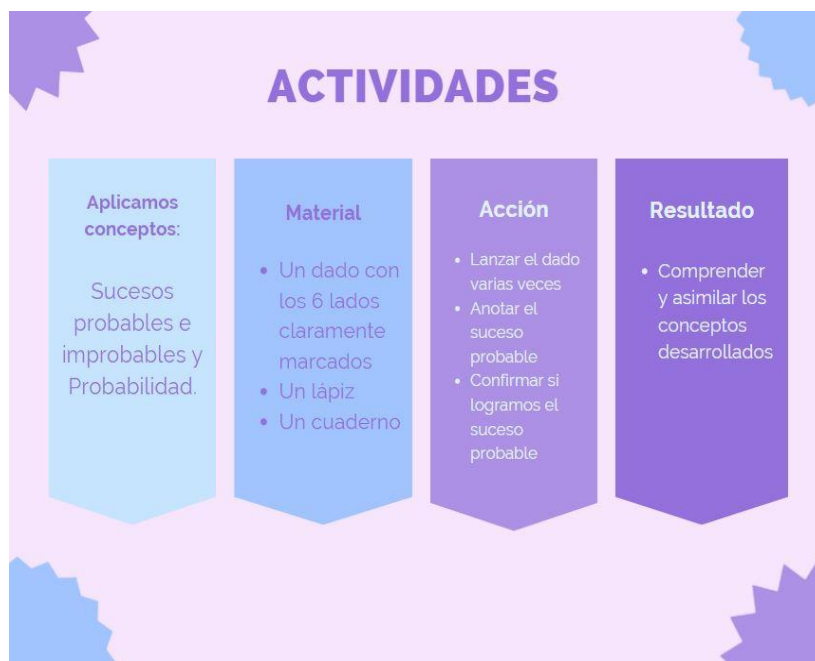 ACTIVIDADES
Aplicamos
conceptos:
Sucesos
probables e
improbables y
Probabilidad.
Material
• Un dado con
los 6 lados
claramente
marcados
• Un lápiz
• Un cuaderno
Acción
• Lanzar el dado
varias veces
• Anotar el
suceso
probable
• Confirmar si
logramos el
suceso
probable
Resultado
• Comprender
y asimilar los
conceptos
desarrollados